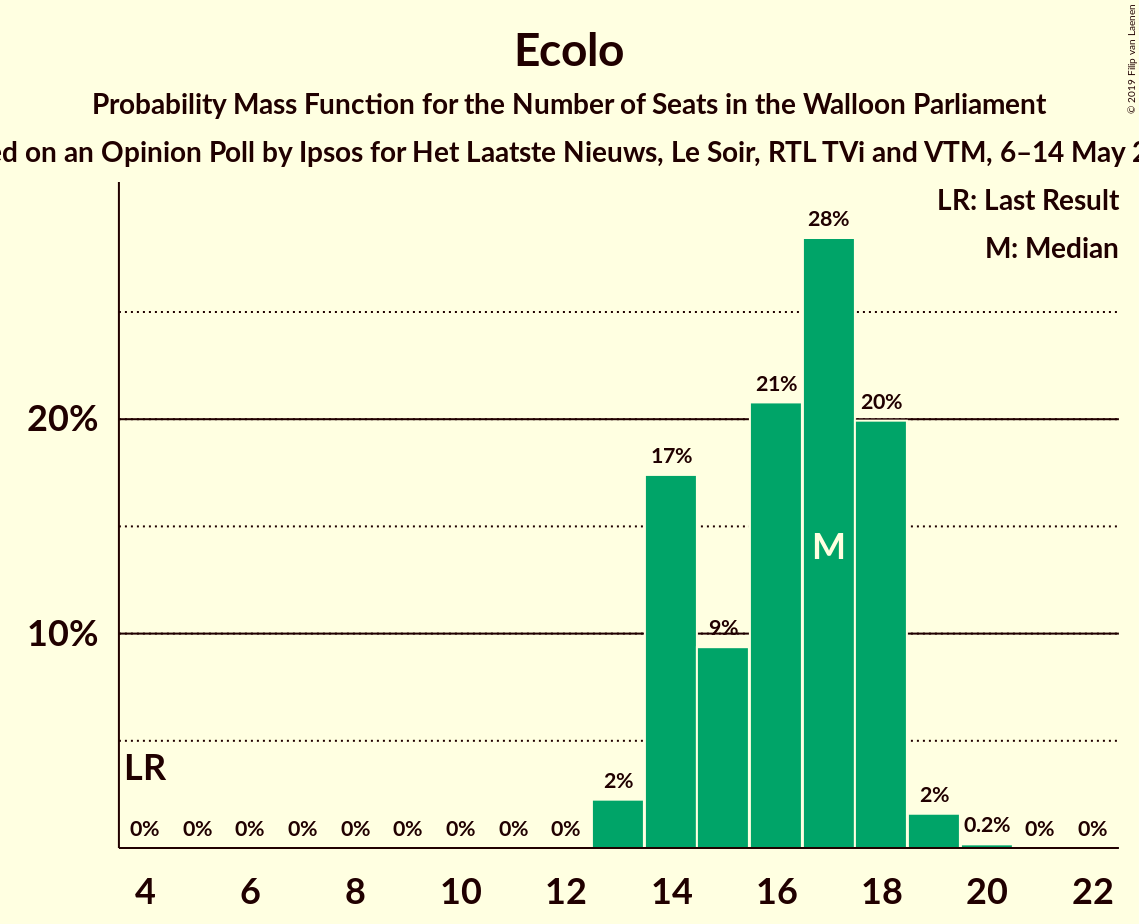 Ecolo
Probability Mass Function for the Number of Seats in the Walloon Parliament
on an Opinion Poll by Ipsos for Het Laatste Nieuws, Le Soir, RTL TVi and VTM, 6–14 May
© 2019 Filip van Laenen
LR: Last Result
M: Median
28%
21%
20%
20%
17%
M
9%
10%
LR
2%
2%
0% 0% 0% 0% 0% 0% 0% 0% 0% 0.2% 0% 0%
4 6 8 10 12 14 16 18 20 22